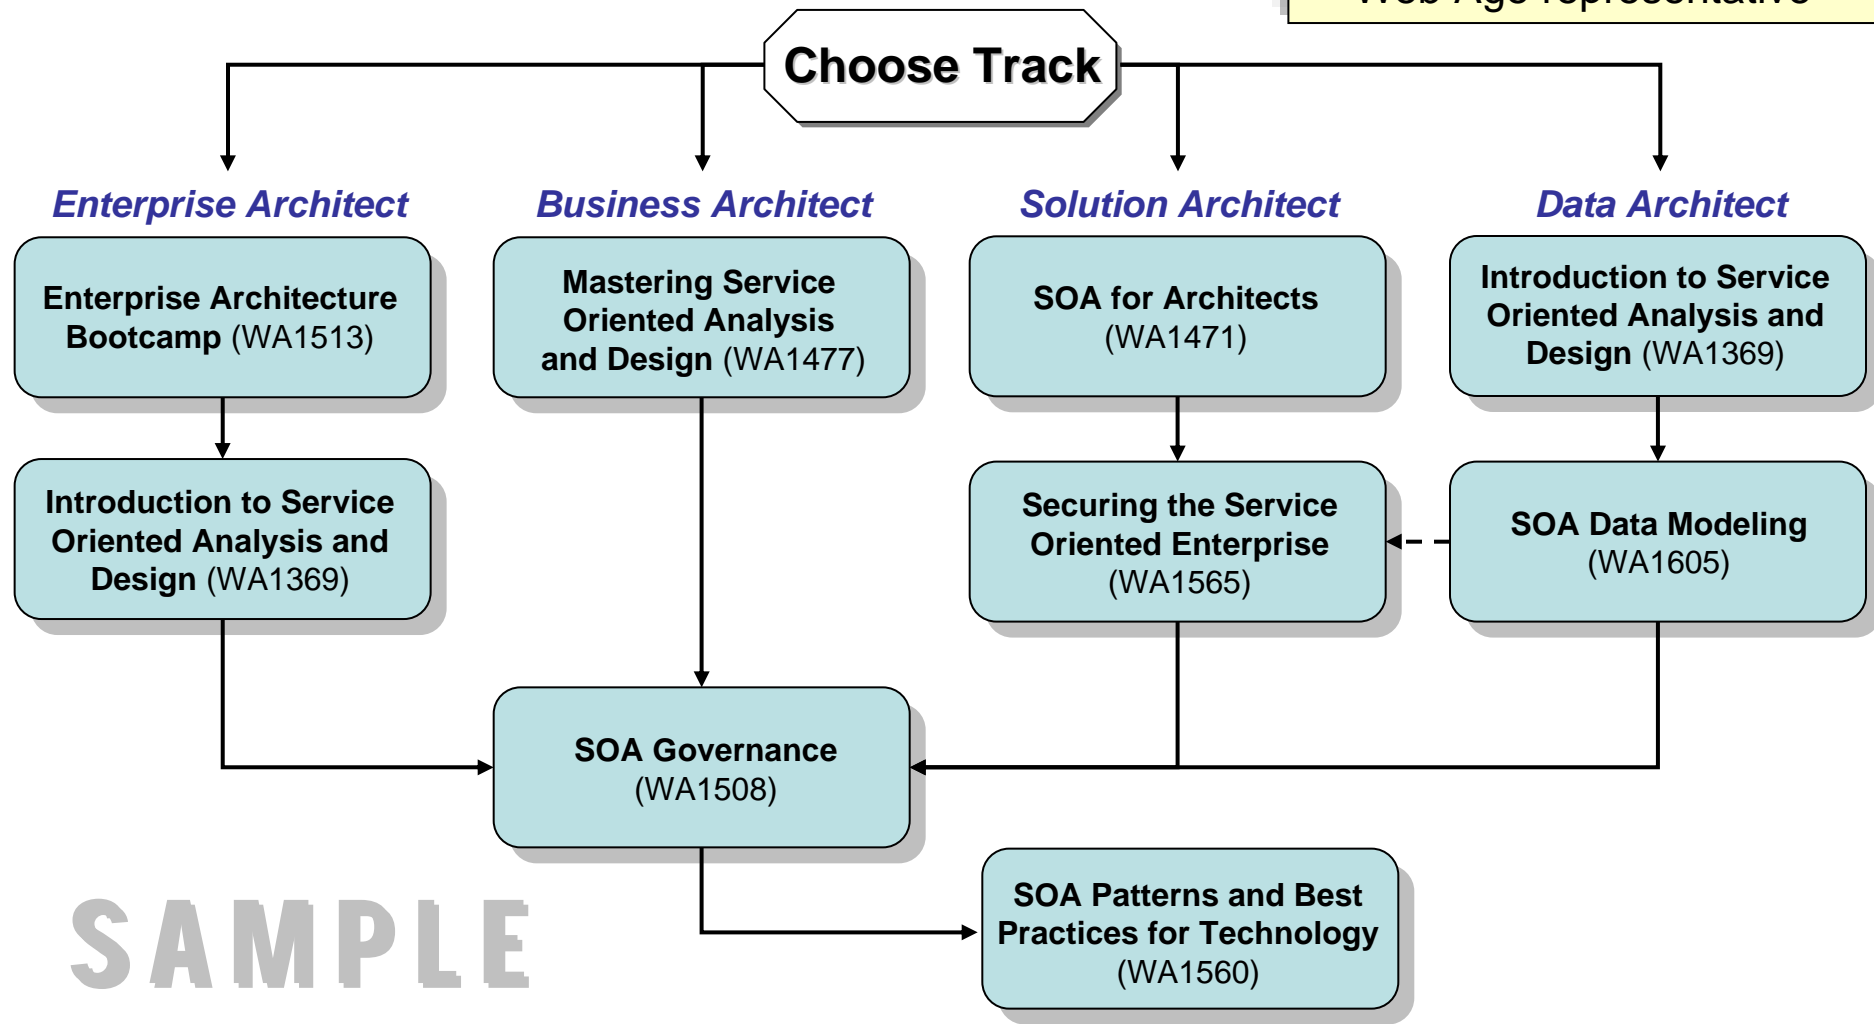 Web Age representative
Choose Track
Enterprise Architect
Business Architect
Solution Architect
Data Architect
Enterprise Architecture
Bootcamp (WA1513)
Mastering Service
Oriented Analysis
and Design (WA1477)
SOA for Architects
(WA1471)
Introduction to Service
Oriented Analysis and
Design (WA1369)
Introduction to Service
Oriented Analysis and
Design (WA1369)
Securing the Service
Oriented Enterprise
(WA1565)
SOA Data Modeling
(WA1605)
SOA Governance
(WA1508)
SOA Patterns and Best
Practices for Technology
(WA1560)
SAMPLE